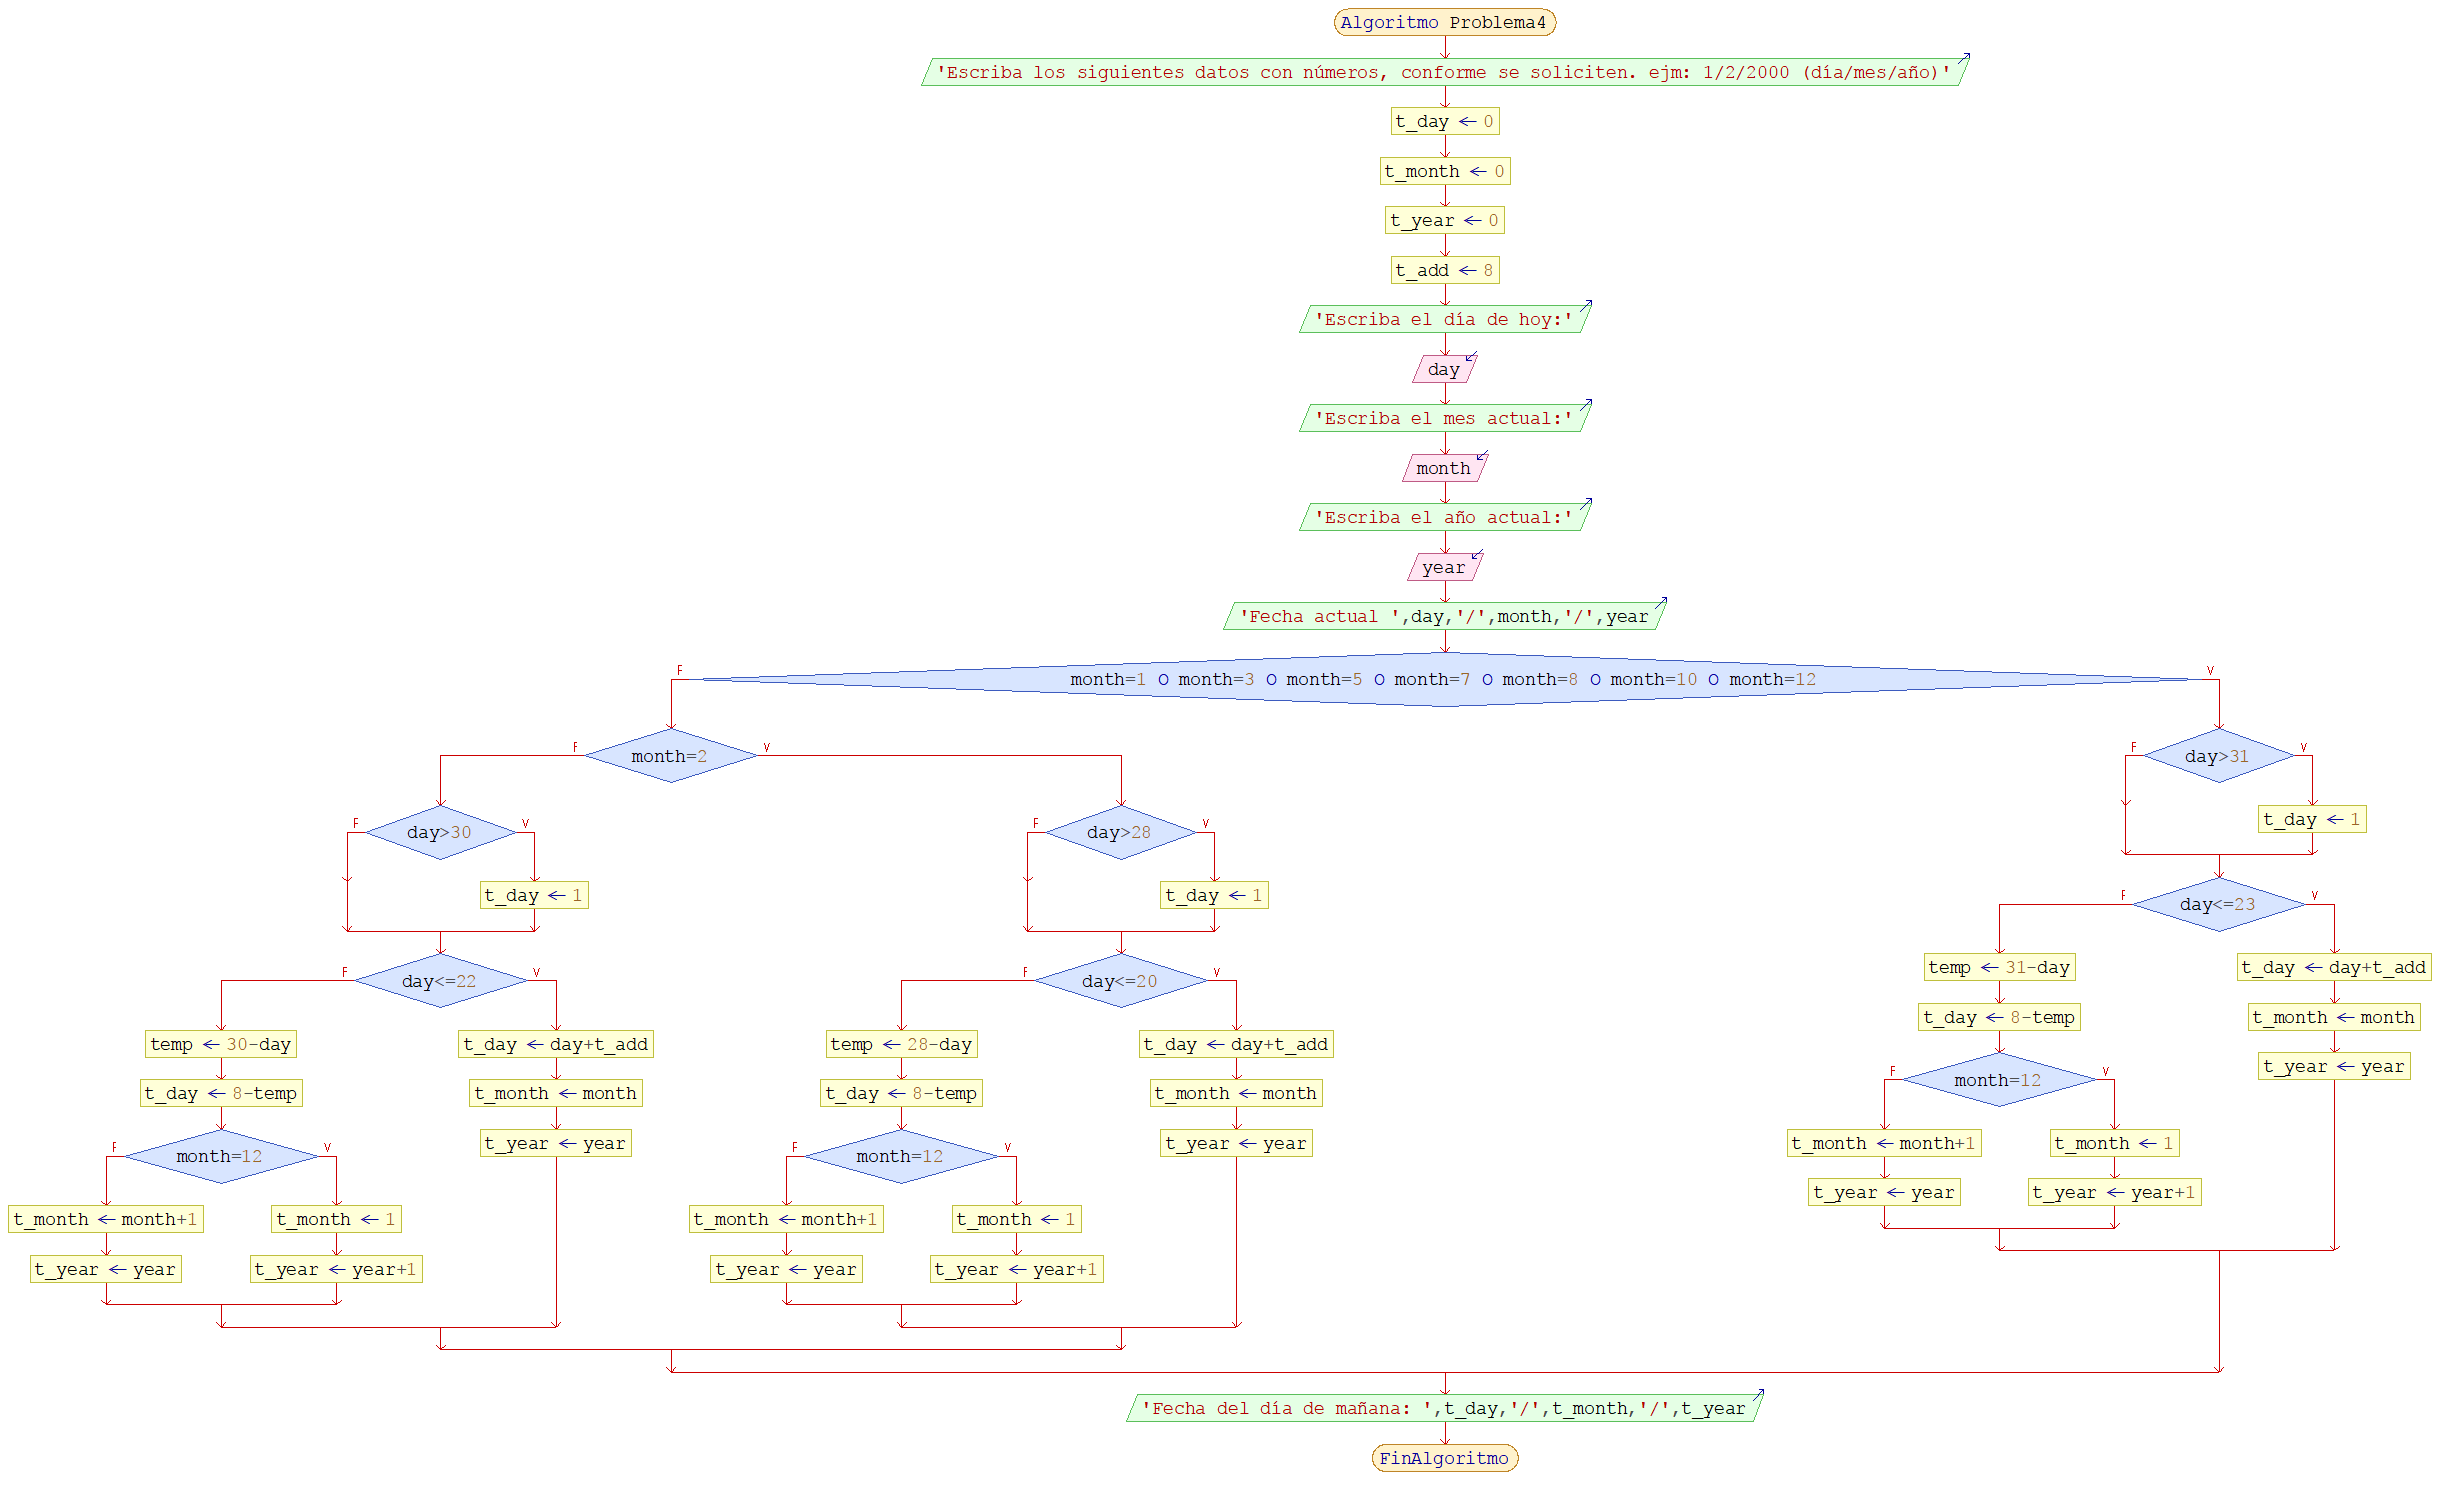 Algoritmo Problema4
'Escriba los siguientes datos con números, conforme se soliciten. ejm: 1/2/2000 (día/mes/año)'
t_day ← 0
t_month ← 0
t_year ← 0
t_add ← 8
'Escriba el día de hoy:'
day
'Escriba el mes actual:'
month
'Escriba el año actual:'
year
'Fecha actual ',day,'/',month,'/',year
F
month=1 O month=3 O month=5 O month=7 O month=8 O month=10 O month=12
V
F
month=2
V
F
day>30
V
t_day ← 1
F
day<=22
V
temp ← 30-day
t_day ← 8-temp
F
month=12
V
t_month ← month+1
t_year ← year
t_month ← 1
t_year ← year+1
t_day ← day+t_add
t_month ← month
t_year ← year
F
day>28
V
t_day ← 1
F
day<=20
V
temp ← 28-day
t_day ← 8-temp
F
month=12
V
t_month ← month+1
t_year ← year
t_month ← 1
t_year ← year+1
t_day ← day+t_add
t_month ← month
t_year ← year
F
day>31
V
t_day ← 1
F
day<=23
V
temp ← 31-day
t_day ← 8-temp
F
month=12
V
t_month ← month+1
t_year ← year
t_month ← 1
t_year ← year+1
t_day ← day+t_add
t_month ← month
t_year ← year
'Fecha del día de mañana: ',t_day,'/',t_month,'/',t_year
FinAlgoritmo